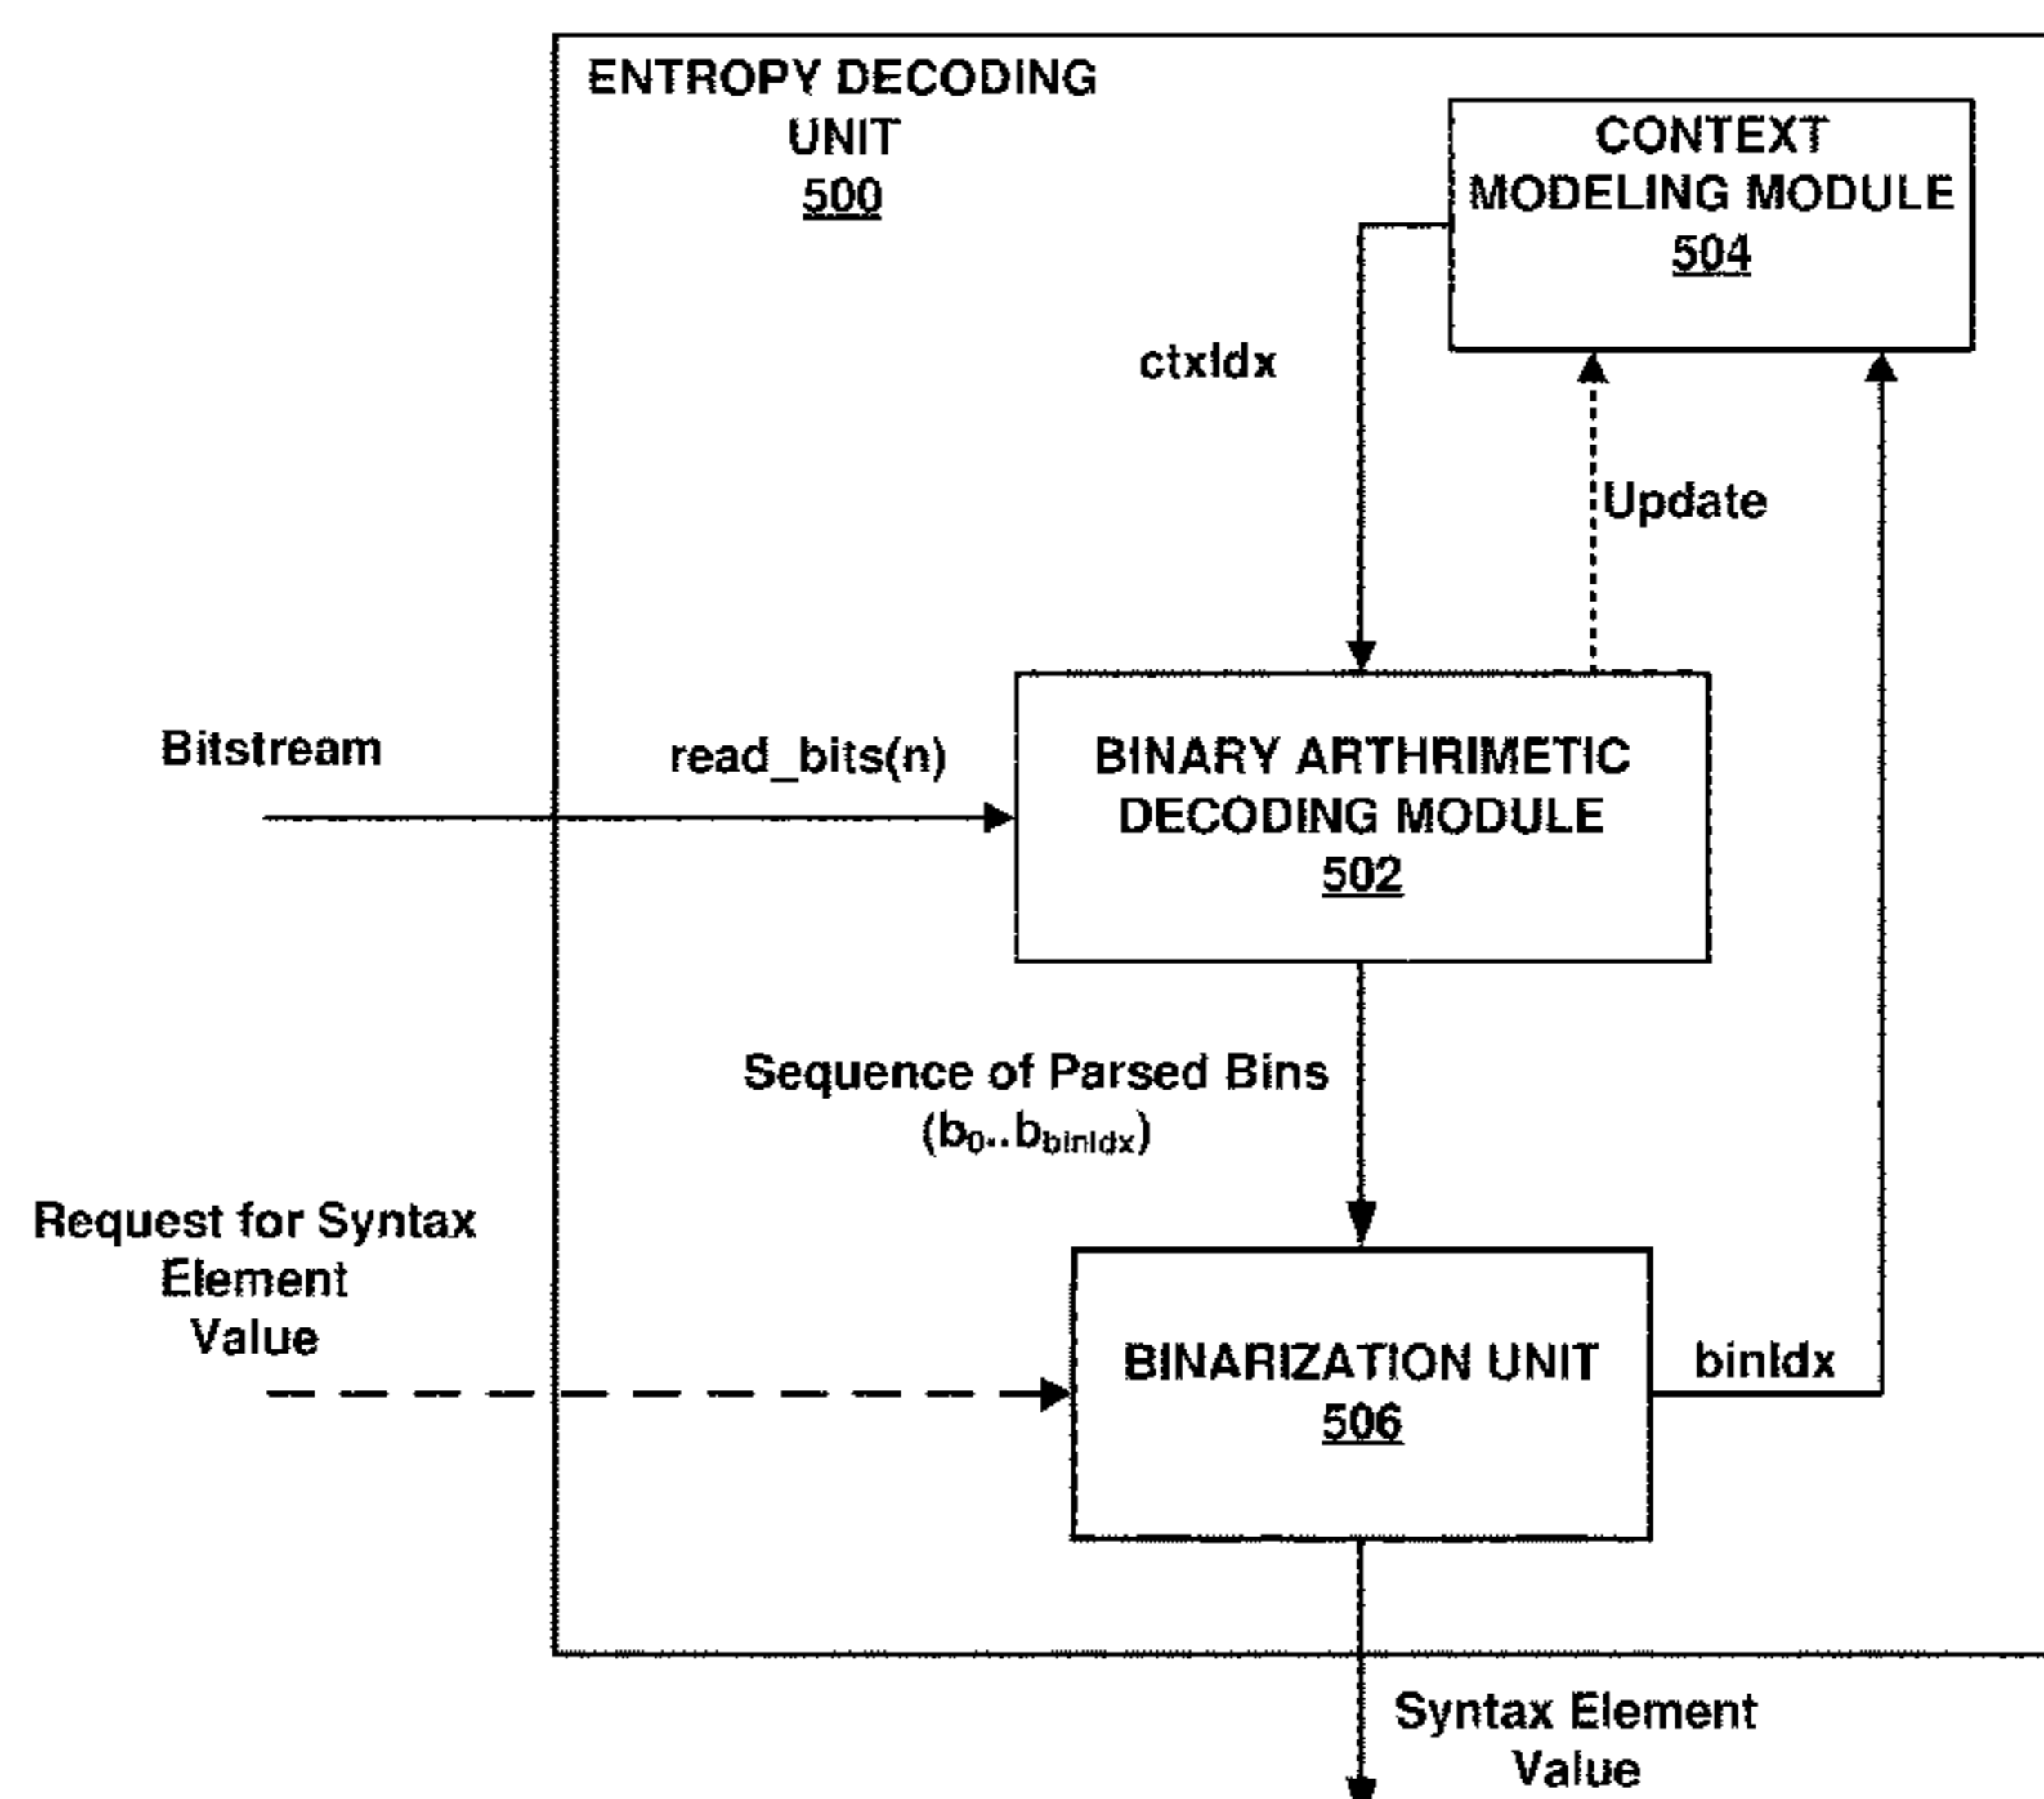 ENTROPY DECODING
UNIT
500
CONTEXT
MODELING MODULE
504
ctxIdx
Update
Bitstream
read_bits(n)
BINARY ARTHRIMETIC
DECODING MODULE
502
Sequence of Parsed Bins
(b0..bbinIdx)
Request for Syntax
Element
Value
BINARIZATION UNIT
506
binIdx
Syntax Element
Value